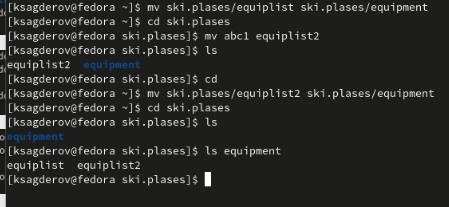 [ksagderov@fedora ~]$ mv ski.plases/equiplist ski.plases/equipment
[ksagderov@fedora ~]$ cd ski.plases
[ksagderov@fedora ski.plases]$ mv abc1 equiplist2
[ksagderov@fedora ski.plases]$ ls
equiplist2  equipment
[ksagderov@fedora ski.plases]$ cd
[ksagderov@fedora ~]$ mv ski.plases/equiplist2 ski.plases/equipment
[ksagderov@fedora ~]$ cd ski.plases
[ksagderov@fedora ski.plases]$ ls
equipment
[ksagderov@fedora ski.plases]$ ls equipment
equiplist  equiplist2
[ksagderov@fedora ski.plases]$